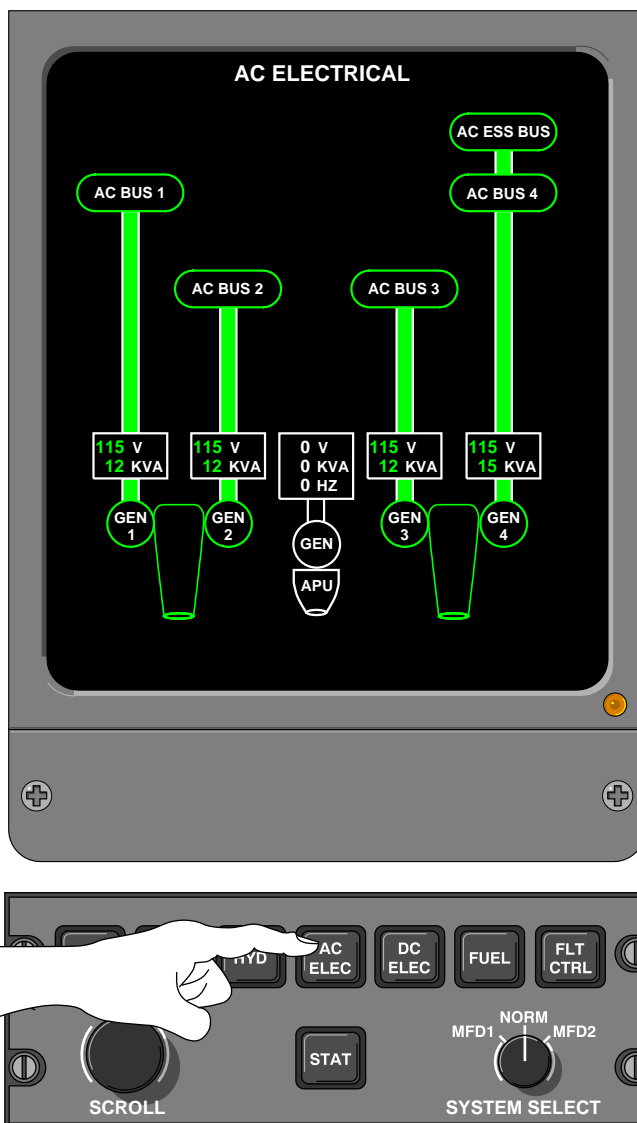 AC ELECTRICAL
AC ESS BUS
AC BUS 1
AC BUS 4
AC BUS 2
AC BUS 3
115 V
12 KVA
115 V
12 KVA
0 V
0 KVA
0 HZ
115 V
12 KVA
115 V
15 KVA
GEN
1
GEN
2
GEN
GEN
3
GEN
4
APU
HYD
AC
ELEC
DC
ELEC
FUEL
FLT
CTRL
NORM
MFD1
MFD2
STAT
SCROLL
SYSTEM SELECT